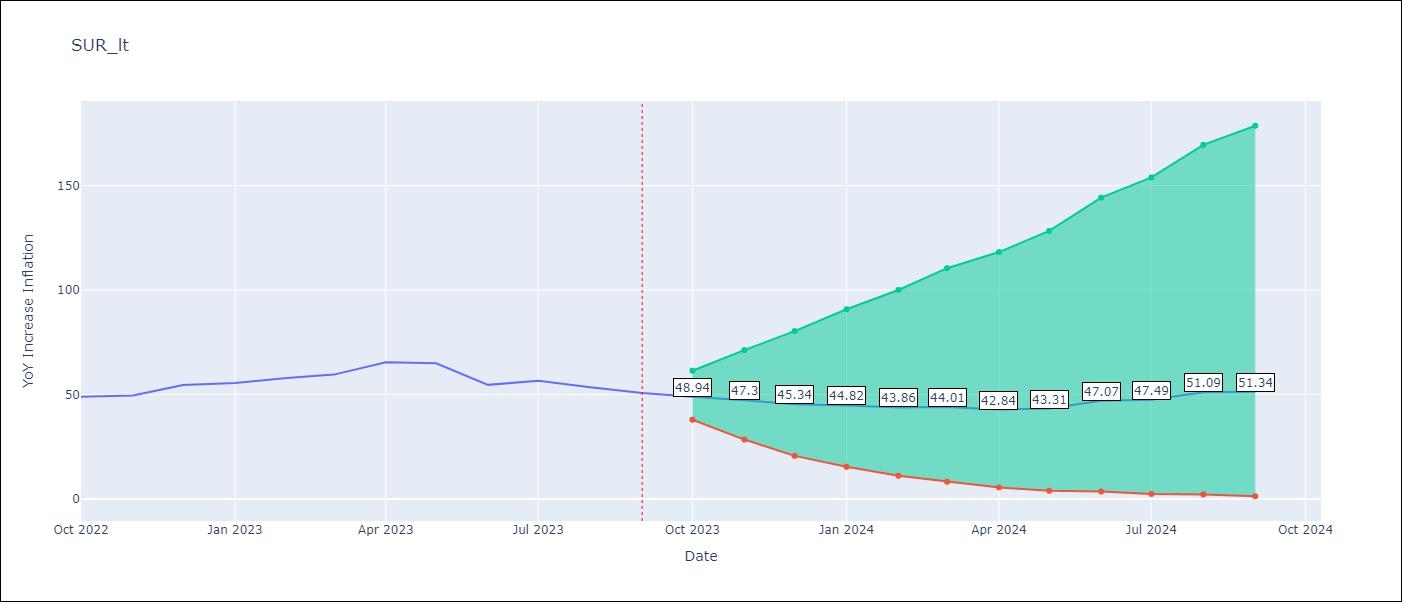 SUR_lt
YoY Increase Inflation
150
100
50
0
48.94
47.3
45.34
44.82
43.86
44.01
42.84
43.31
47.07
47.49
51.09
51.34
Oct 2022
Jan 2023
Apr 2023
Jul 2023
Oct 2023
Jan 2024
Apr 2024
Jul 2024
Oct 2024
Date